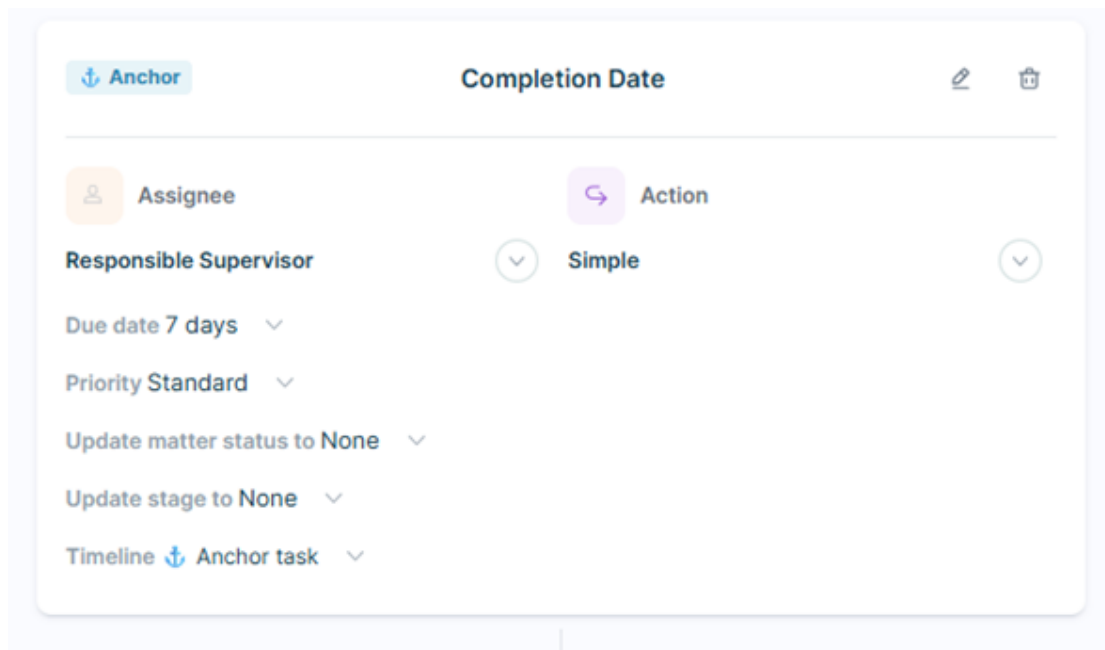 Anchor
Completion Date
Assignee
Action
Responsible Supervisor
Simple
Due date 7 days
Priority Standard
Update matter status to None
Update stage to None
Timeline Anchor task